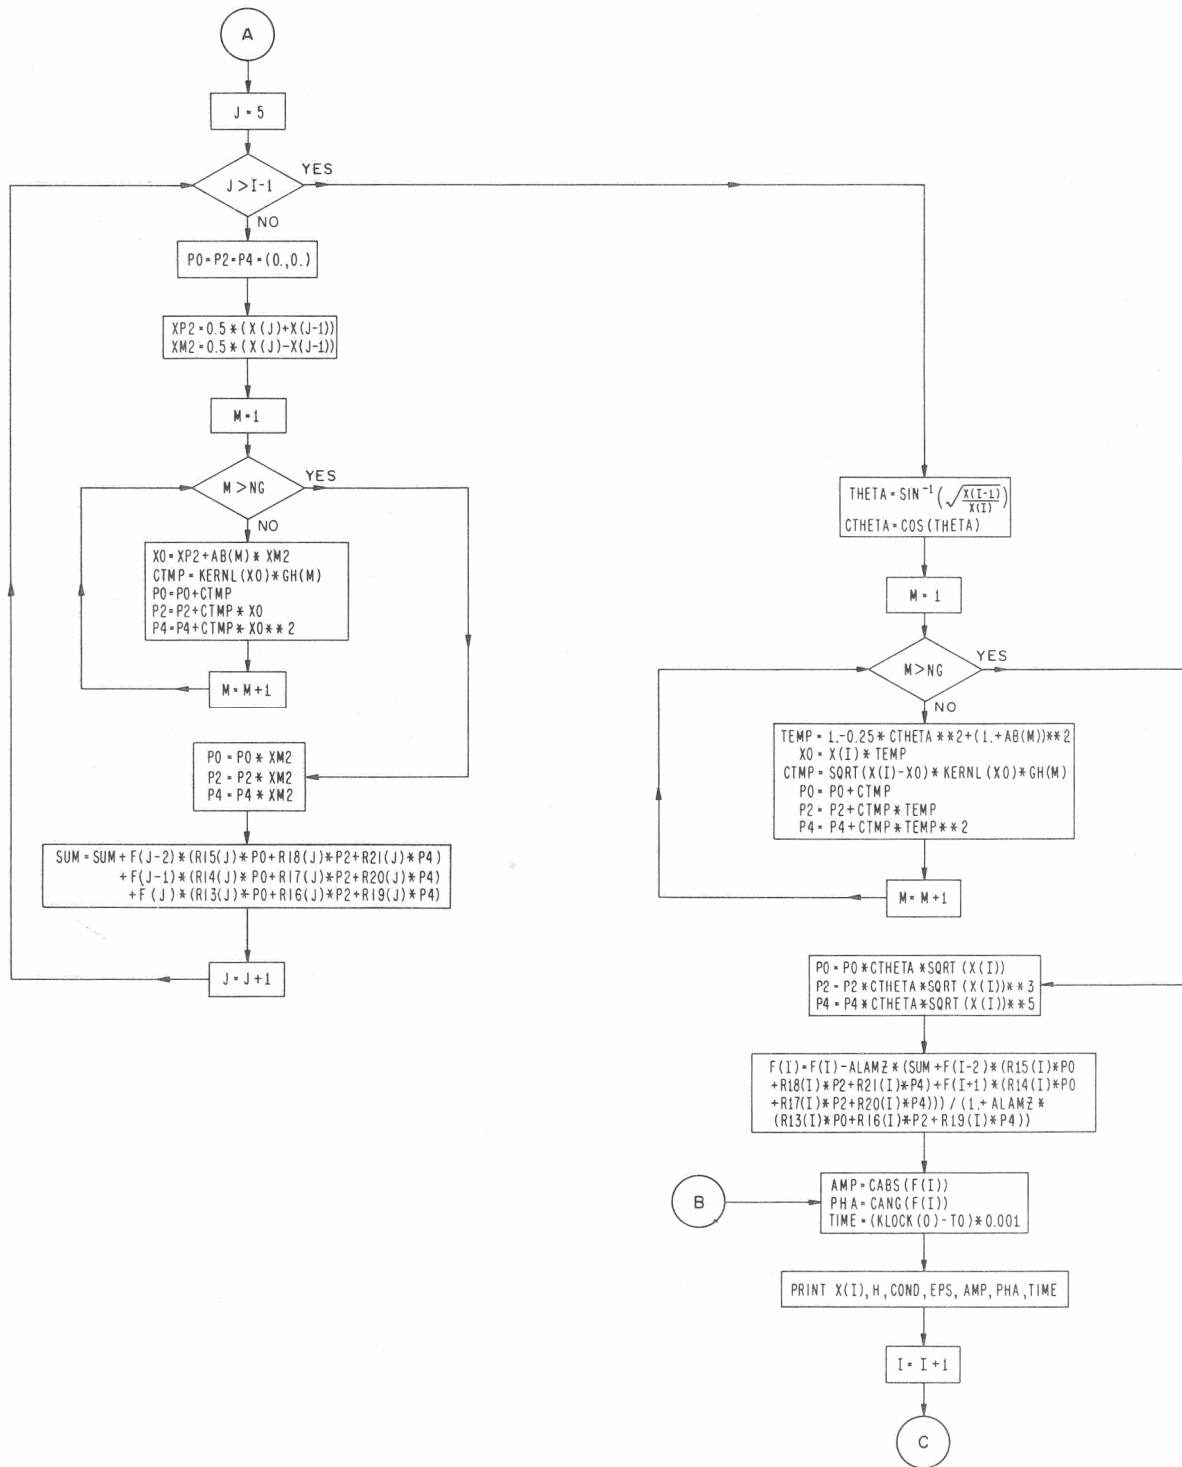 A
J = 5
J > I-1
YES
NO
P0=P2=P4=(0.,0.)
XP2=0.5*(X(J)+X(J-1))
XM2=0.5*(X(J)-X(J-1))
M=1
M > NG
YES
NO
X0=XP2+AB(M)*XM2
CTMP=KERNL(X0)*GH(M)
P0=P0+CTMP
P2=P2+CTMP*X0
P4=P4+CTMP*X0**2
M=M+1
P0=P0*XM2
P2=P2*XM2
P4=P4*XM2
SUM=SUM+F(J-2)*(R15(J)*P0+R18(J)*P2+R21(J)*P4)
+F(J-1)*(R14(J)*P0+R17(J)*P2+R20(J)*P4)
+F(J)*(R13(J)*P0+R16(J)*P2+R19(J)*P4)
J=J+1
THETA=SIN⁻¹(√(X(I-1)/X(I)))
CTHETA=COS(THETA)
M=1
M>NG
YES
NO
TEMP=1.-0.25*CTHETA**2+(1.+AB(M))**2
X0=X(I)*TEMP
CTMP=SQRT(X(I)-X0)*KERNL(X0)*GH(M)
P0=P0+CTMP
P2=P2+CTMP*TEMP
P4=P4+CTMP*TEMP**2
M=M+1
P0=P0*CTHETA*SQRT(X(I))
P2=P2*CTHETA*SQRT(X(I))**3
P4=P4*CTHETA*SQRT(X(I))**5
F(I)=F(I)-ALAMZ*(SUM+F(I-2)*(R15(I)*P0
+R18(I)*P2+R21(I)*P4)+F(I+1)*(R14(I)*P0
+R17(I)*P2+R20(I)*P4)))/(1.+ALAMZ*
(R13(I)*P0+R16(I)*P2+R19(I)*P4))
B
AMP=CABS(F(I))
PHA=CANG(F(I))
TIME=(KLOCK(0)-T0)*0.001
PRINT X(I),H,COND,EPS,AMP,PHA,TIME
I=I+1
C